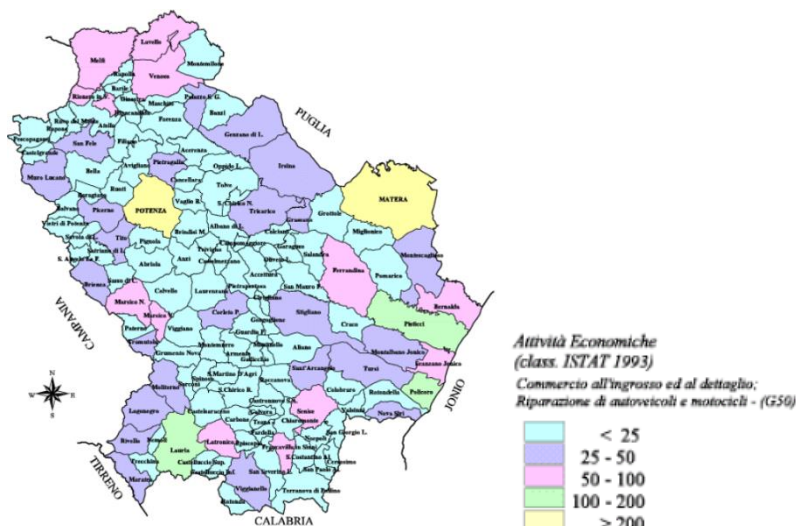 Lavello
Melfi
Montemilone
Venosa
Rapolla
Barile
Rionero in V.
Ginestra
Maschito
Palazzo S. G.
Ripacandida
Banzi
PUGLIA
Ruvo del Monte
Atella
Forenza
Rapone
Genzano di L.
Pescopagano
San Fele
Filiano
Castelgrande
Acerenza
Irsina
Avigliano
Pietragalla
Oppido L.
Bella
Cancellara
Muro Lucano
Ruoti
Tolve
MATERA
Baragiano
Vaglio B.
S. Chirico N.
Balvano
Picerno
POTENZA
Tricarico
Grottole
Grassano
Vietri di Potenza
Brindisi M.
Albano di L.
Calciano
Miglionico
Savoia di L.
Tito
Pignola
Campomaggiore
Garaguso
Trivigno
Satriano di L.
Salandra
Montescaglioso
S. Angelo Le F.
Abriola
Anzi
Castelmezzano
Oliveto L.
Ferrandina
Pomarico
Accettura
Brienza
Sasso di C.
Calvello
Laurenzana
Pietrapertosa
San Mauro F.
Marsico N.
Cirigliano
Bernalda
CAMPANIA
Corleto P.
Gorgoglione
Stigliano
Pisticci
Marsico V.
Paterno
Viggiano
Guardia P.
Craco
Tramutola
Montemurro
Aliano
Grumento Nova
Armento
Montalbano Jonico
Gallicchio
Scanzano Jonico
Spinoso
S.Martino D'Agri
Sant'Arcangelo
Tursi
Moliterno
Sarconi
Roccanova
S. Chirico R.
Colobraro
Rotondella
Policoro
JONIO
Castelsaraceno
Senise
Valsinni
Nova Siri
Lagonegro
Carbone
Calvera
Teana
Chiaromonte
Fardella
San Giorgio L.
Rivello
Nemoli
Lauria
Latronico
Episcopia
Francavilla in Sinni
Noepoli
S. Costantino A.
Cersosimo
Trecchina
Castelluccio Sup.
Castelluccio Inf.
San Severino L.
San Paolo A.
Maratea
Viggianello
Terranova di Pollino
Rotonda
TIRRENO
CALABRIA
N
W
E
S
Attività Economiche
(class. ISTAT 1993)
Commercio all'ingrosso ed al dettaglio;
Riparazione di autoveicoli e motocicli - (G50)
< 25
25 - 50
50 - 100
100 - 200
> 200